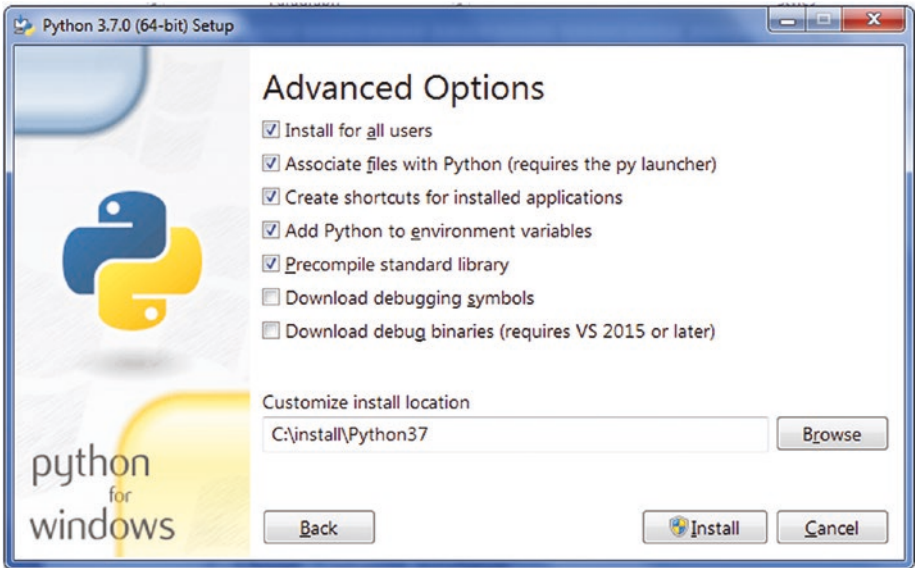 Python 3.7.0 (64-bit) Setup
Advanced Options
Install for all users
Associate files with Python (requires the py launcher)
Create shortcuts for installed applications
Add Python to environment variables
Precompile standard library
Download debugging symbols
Download debug binaries (requires VS 2015 or later)
Customize install location
C:\install\Python37
Browse
python
for
windows
Back
Install
Cancel